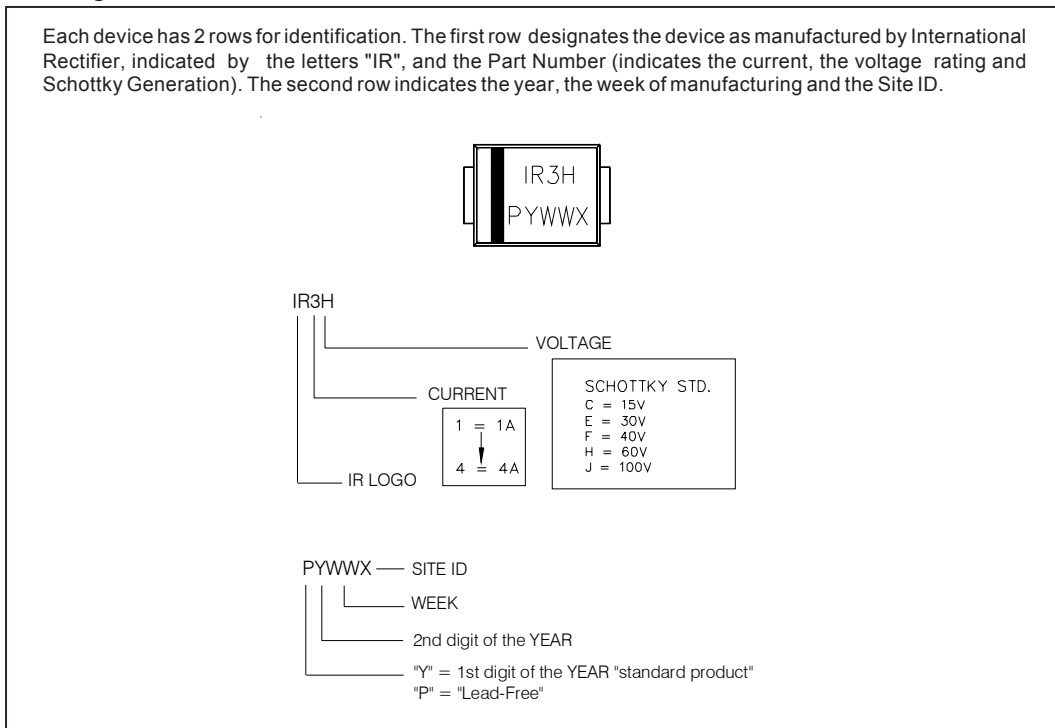 Each device has 2 rows for identification. The first row designates the device as manufactured by International
Rectifier, indicated by the letters "IR", and the Part Number (indicates the current, the voltage rating and
Schottky Generation). The second row indicates the year, the week of manufacturing and the Site ID.
IR3H
PYWWX
IR3H
VOLTAGE
SCHOTTKY STD.
C = 15V
E = 30V
F = 40V
H = 60V
J = 100V
CURRENT
1 = 1A
4 = 4A
IR LOGO
PYWWX
SITE ID
WEEK
2nd digit of the YEAR
"Y" = 1st digit of the YEAR "standard product"
"P" = "Lead-Free"